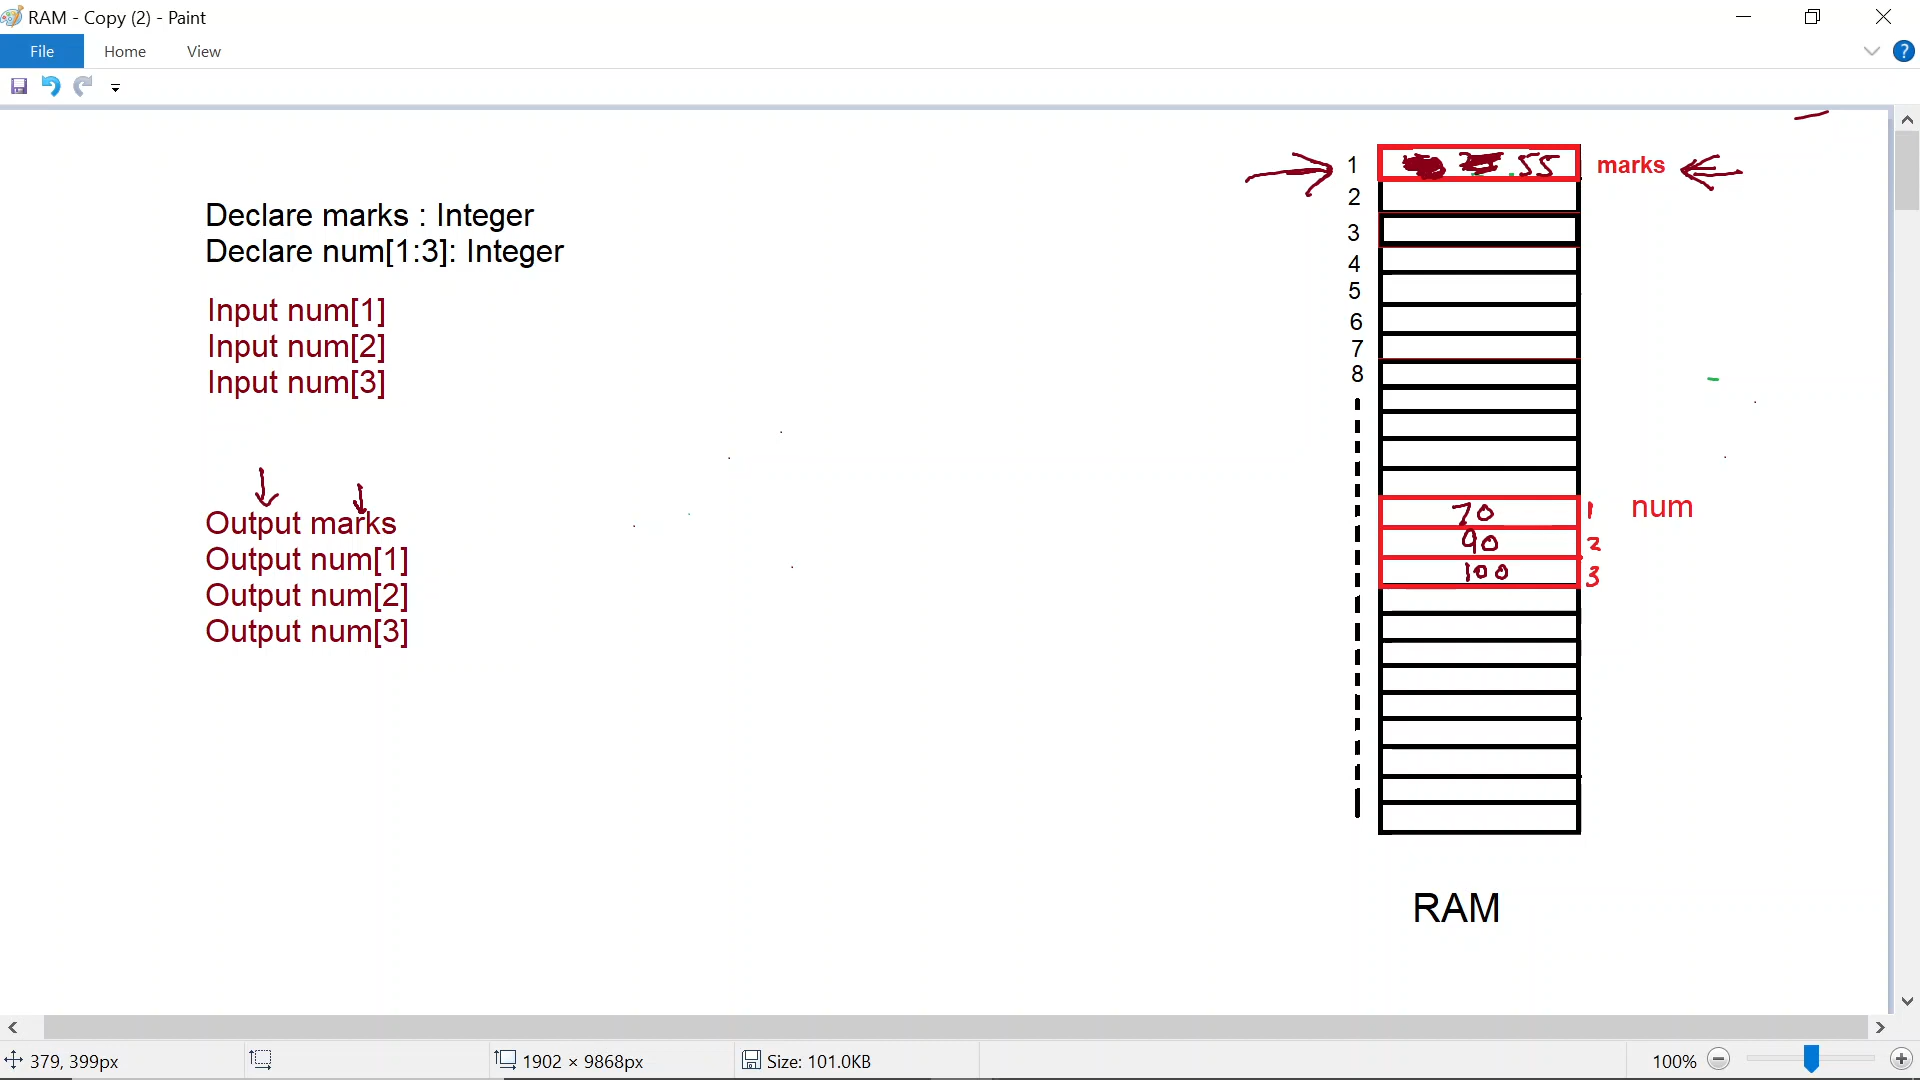 RAM - Copy (2) - Paint
File Home View
Declare marks : Integer
Declare num[1:3]: Integer
Input num[1]
Input num[2]
Input num[3]
Output marks
Output num[1]
Output num[2]
Output num[3]
1 55 marks
2
3
4
5
6
7
8
70 1 num
90 2
100 3
RAM
379, 399px 1902 × 9868px Size: 101.0KB 100%